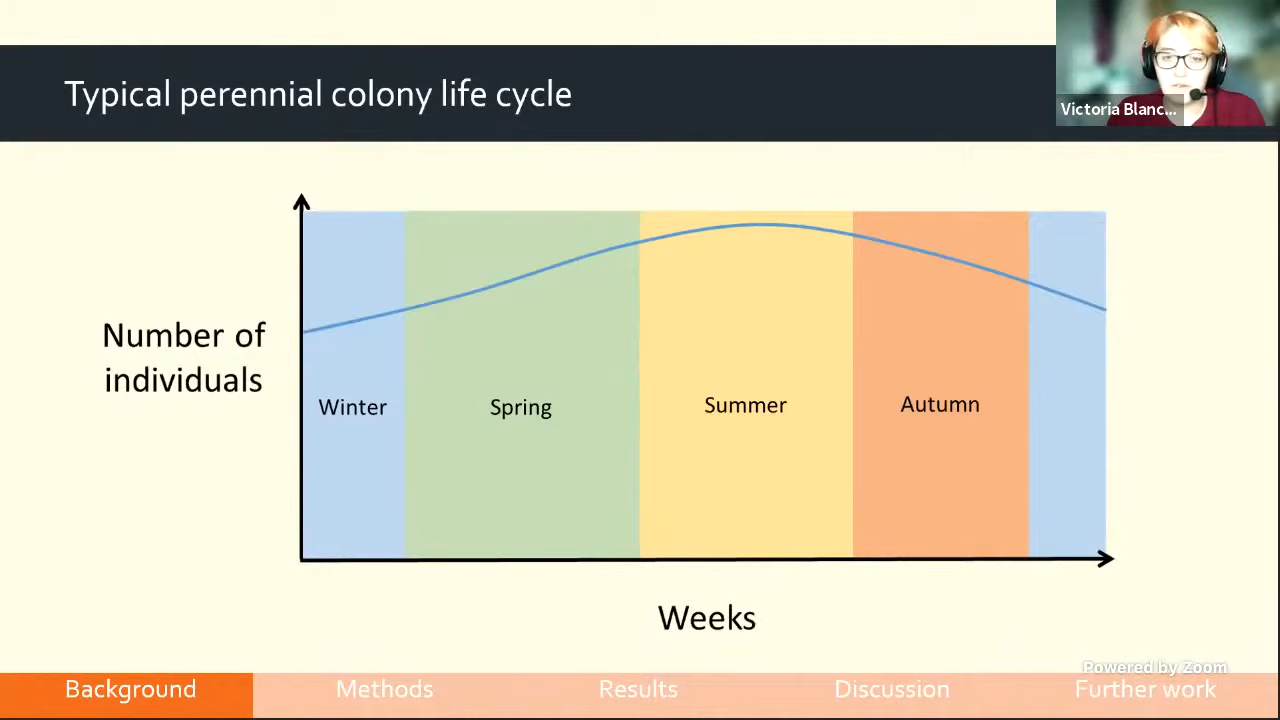 Typical perennial colony life cycle
Victoria Blanc...
Number of
individuals
Winter
Spring
Summer
Autumn
Weeks
Powered by Zoom
Background
Methods
Results
Discussion
Further work